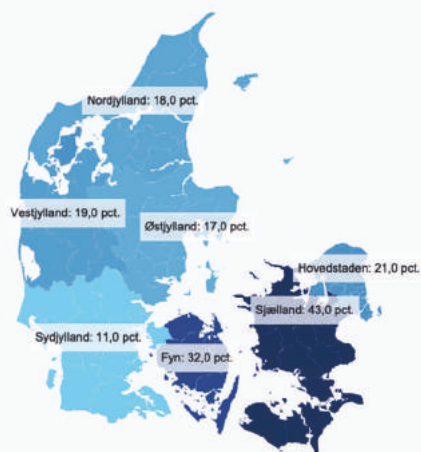 Nordjylland: 18,0 pct.
Vestjylland: 19,0 pct.
Østjylland: 17,0 pct.
Hovedstaden: 21,0 pct.
Sjælland: 43,0 pct.
Sydjylland: 11,0 pct.
Fyn: 32,0 pct.